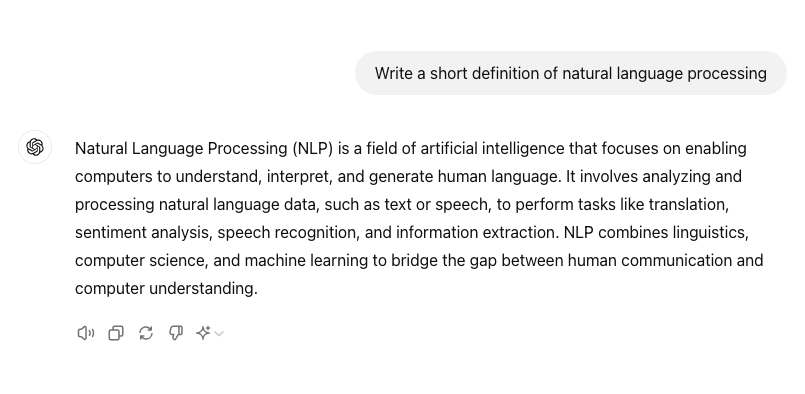 Write a short definition of natural language processing
Natural Language Processing (NLP) is a field of artificial intelligence that focuses on enabling
computers to understand, interpret, and generate human language. It involves analyzing and
processing natural language data, such as text or speech, to perform tasks like translation,
sentiment analysis, speech recognition, and information extraction. NLP combines linguistics,
computer science, and machine learning to bridge the gap between human communication and
computer understanding.